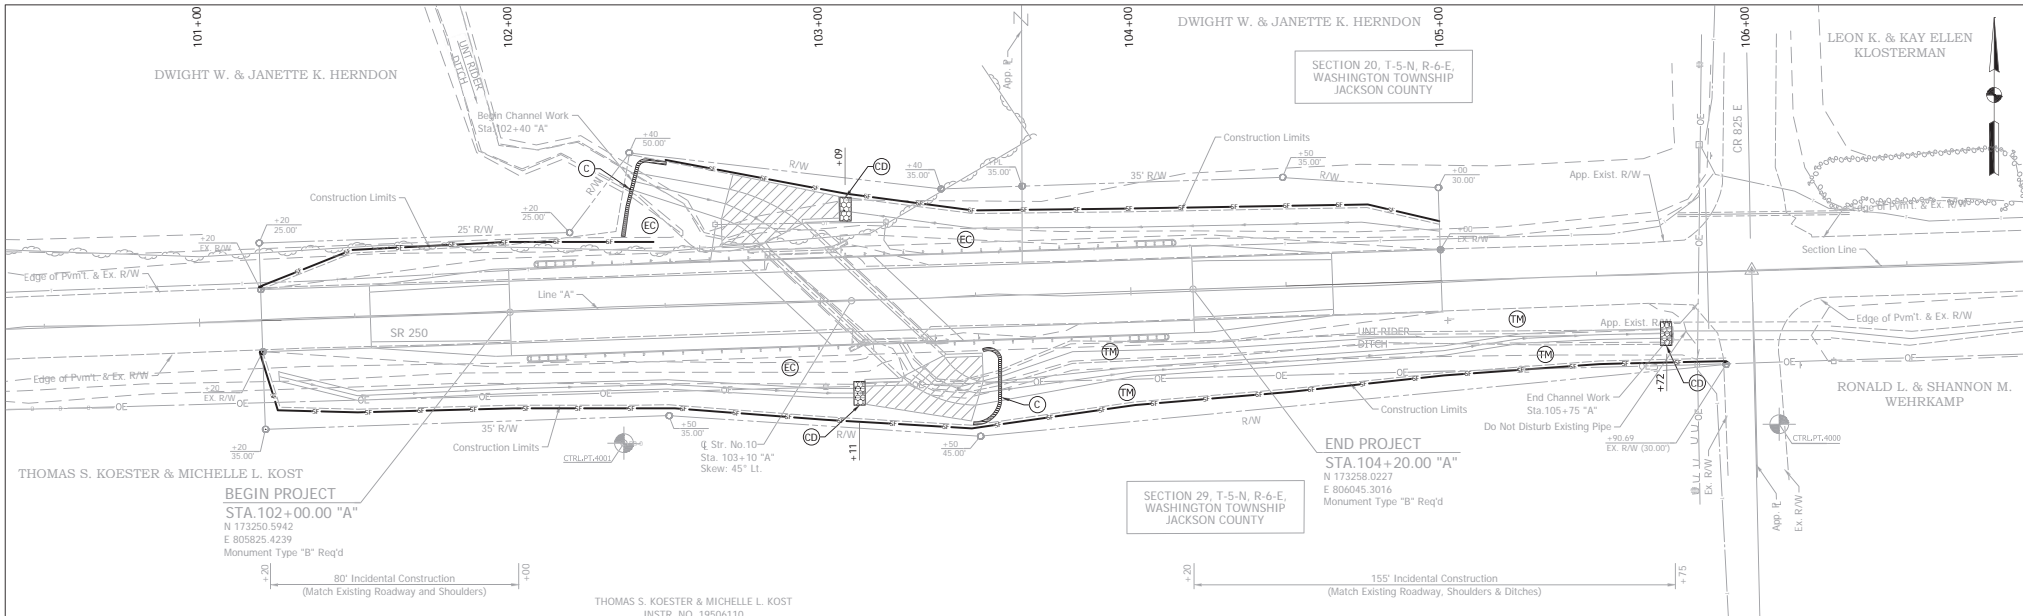 101+00
102+00
103+00
104+00
105+00
106+00
DWIGHT W. & JANETTE K. HERNDON
UNT RIDER
DITCH
App. PL
DWIGHT W. & JANETTE K. HERNDON
SECTION 20, T-5-N, R-6-E,
WASHINGTON TOWNSHIP
JACKSON COUNTY
LEON K. & KAY ELLEN
KLOSTERMAN
CR 825 E
OE
Begin Channel Work
Sta.102+40 "A"
+40
50.00'
R/W
+09
CD
+40
35.00'
PL
35.00'
35' R/W
Construction Limits
+50
35.00'
R/W
+00
30.00'
App. Exist. R/W
Edge of Pvm't. & Ex. R/W
Section Line
C
R/W
Construction Limits
+20
25.00'
+20
25.00'
+20
EX. R/W
25' R/W
SF
EC
EC
+00
EX. R/W
OE
Edge of Pvm't. & Ex. R/W
Line "A"
SR 250
UNT RIDER
DITCH
TM
App. Exist. R/W
Edge of Pvm't. & Ex. R/W
EC
TM
TM
TM
OE
Edge of Pvm't. & Ex. R/W
+20
EX. R/W
OE
CD
+11
R/W
C
+72
CD
End Channel Work
Sta.105+75 "A"
Do Not Disturb Existing Pipe
+90.69
EX. R/W (30.00')
RONALD L. & SHANNON M.
WEHRKAMP
+20
35.00'
35' R/W
Construction Limits
+50
35.00'
CTRL.PT.4001
℄ Str. No.10
Sta. 103+10 "A"
Skew: 45° Lt.
+50
45.00'
R/W
Construction Limits
CTRL.PT.4000
THOMAS S. KOESTER & MICHELLE L. KOST
BEGIN PROJECT
STA.102+00.00 "A"
N 173250.5942
E 805825.4239
Monument Type "B" Req'd
END PROJECT
STA.104+20.00 "A"
N 173258.0227
E 806045.3016
Monument Type "B" Req'd
SECTION 29, T-5-N, R-6-E,
WASHINGTON TOWNSHIP
JACKSON COUNTY
Ex. R/W
App. PL
Ex. R/W
+20
80' Incidental Construction
(Match Existing Roadway and Shoulders)
+00
+20
155' Incidental Construction
(Match Existing Roadway, Shoulders & Ditches)
+75
THOMAS S. KOESTER & MICHELLE L. KOST
INSTR. NO. 19506110